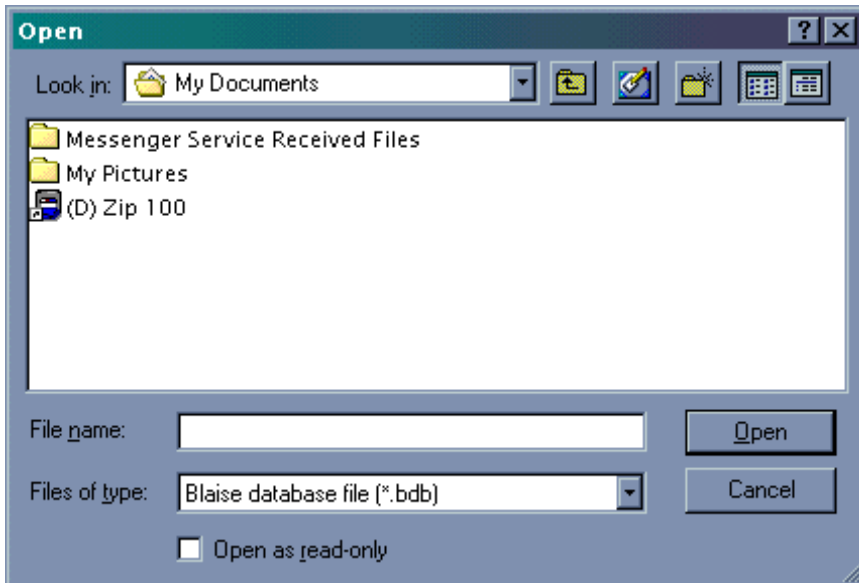 Open
Look in: My Documents
Messenger Service Received Files
My Pictures
(D) Zip 100
File name: Open
Files of type: Blaise database file (*.bdb) Cancel
Open as read-only